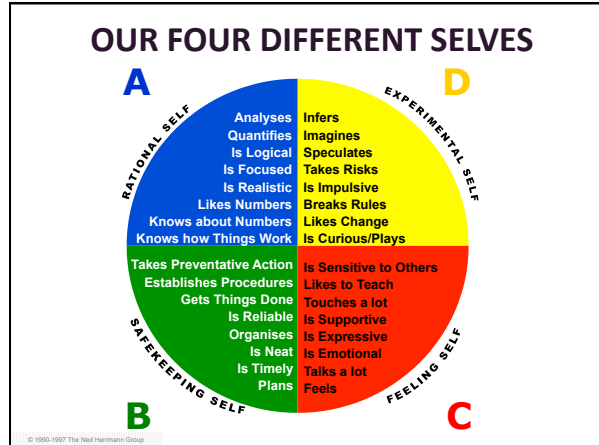 OUR FOUR DIFFERENT SELVES
A
D
RATIONAL SELF
EXPERIMENTAL SELF
Analyses
Quantifies
Is Logical
Is Focused
Is Realistic
Likes Numbers
Knows about Numbers
Knows how Things Work
Infers
Imagines
Speculates
Takes Risks
Is Impulsive
Breaks Rules
Likes Change
Is Curious/Plays
Takes Preventative Action
Establishes Procedures
Gets Things Done
Is Reliable
Organises
Is Neat
Is Timely
Plans
Is Sensitive to Others
Likes to Teach
Touches a lot
Is Supportive
Is Expressive
Is Emotional
Talks a lot
Feels
SAFEKEEPING SELF
FEELING SELF
B
C
© 1990-1997 The Ned Herrmann Group